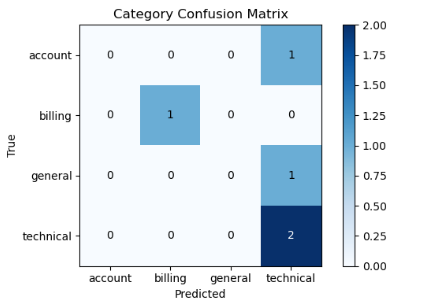 Category Confusion Matrix
True
account 0 0 0 1
billing 0 1 0 0
general 0 0 0 1
technical 0 0 0 2
account billing general technical
Predicted
2.00
1.75
1.50
1.25
1.00
0.75
0.50
0.25
0.00